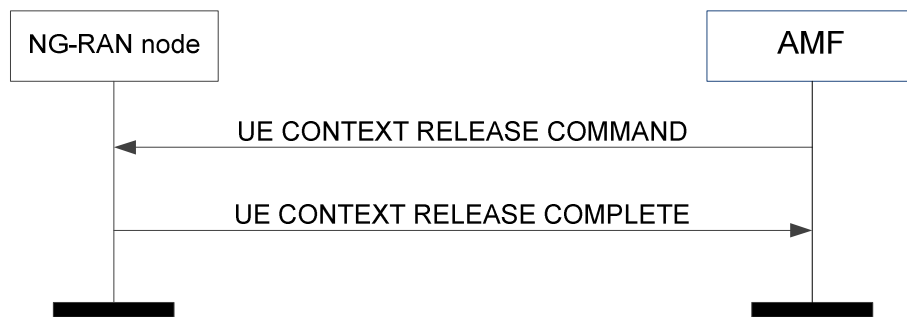 NG-RAN node
AMF
UE CONTEXT RELEASE COMMAND
UE CONTEXT RELEASE COMPLETE